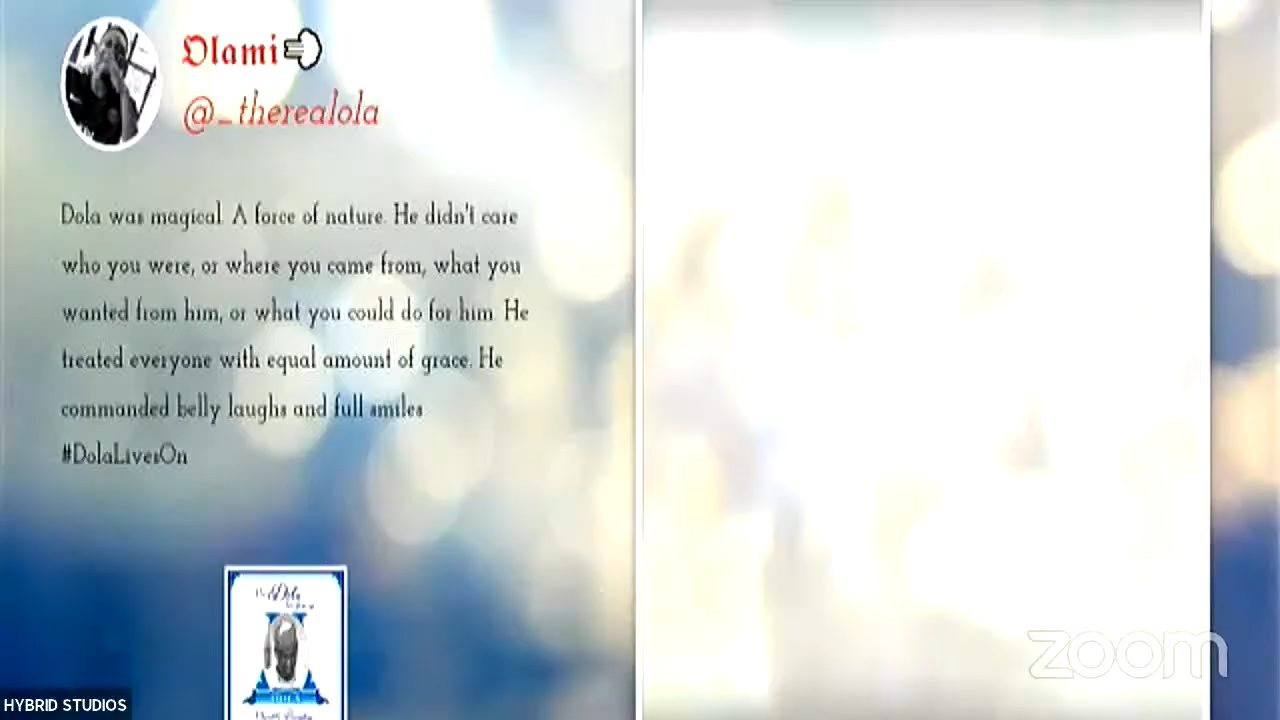 Olami
@_therealola
Dola was magical. A force of nature. He didn't care
who you were, or where you came from, what you
wanted from him, or what you could do for him. He
treated everyone with equal amount of grace. He
commanded belly laughs and full smiles
#DolaLivesOn
Dola
zoom
HYBRID STUDIOS